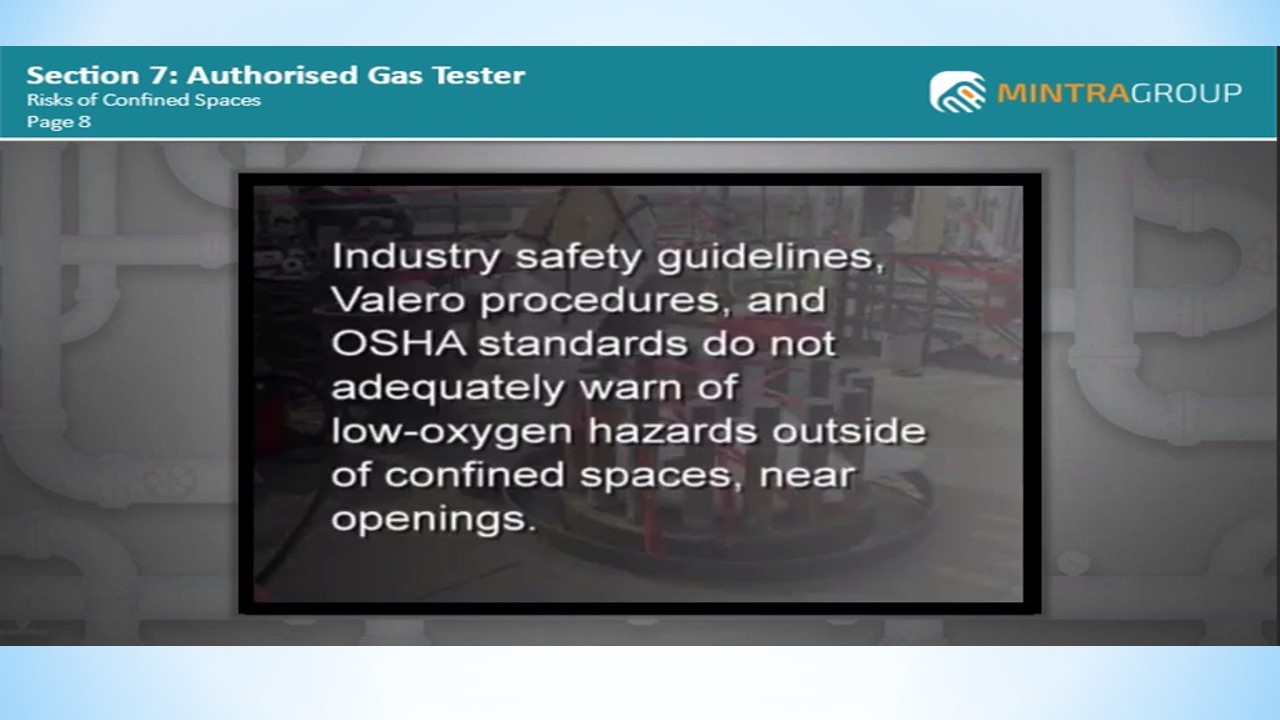 Section 7: Authorised Gas Tester
Risks of Confined Spaces
Page 8
MINTRAGROUP
Industry safety guidelines,
Valero procedures, and
OSHA standards do not
adequately warn of
low-oxygen hazards outside
of confined spaces, near
openings.